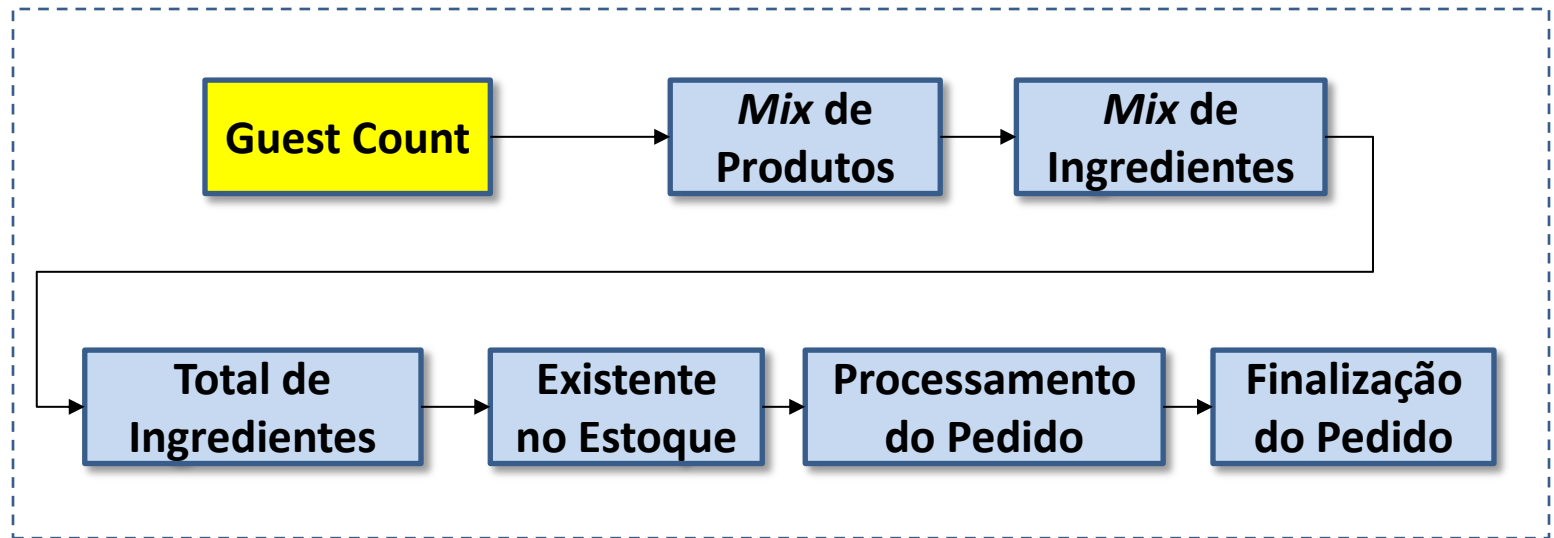 Guest Count
Mix de
Produtos
Mix de
Ingredientes
Total de
Ingredientes
Existente
no Estoque
Processamento
do Pedido
Finalização
do Pedido